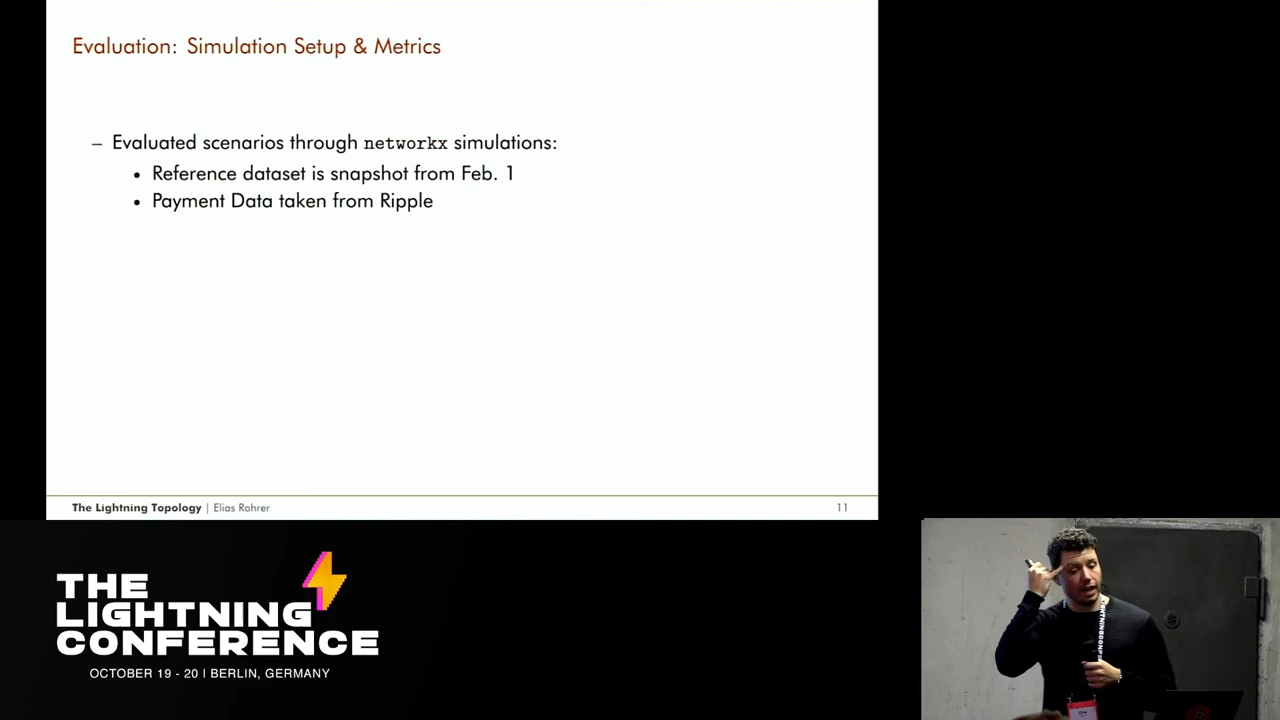 Evaluation: Simulation Setup & Metrics
– Evaluated scenarios through networkx simulations:
• Reference dataset is snapshot from Feb. 1
• Payment Data taken from Ripple
The Lightning Topology | Elias Rohrer
11
THE
LIGHTNING
CONFERENCE
OCTOBER 19 - 20 | BERLIN, GERMANY